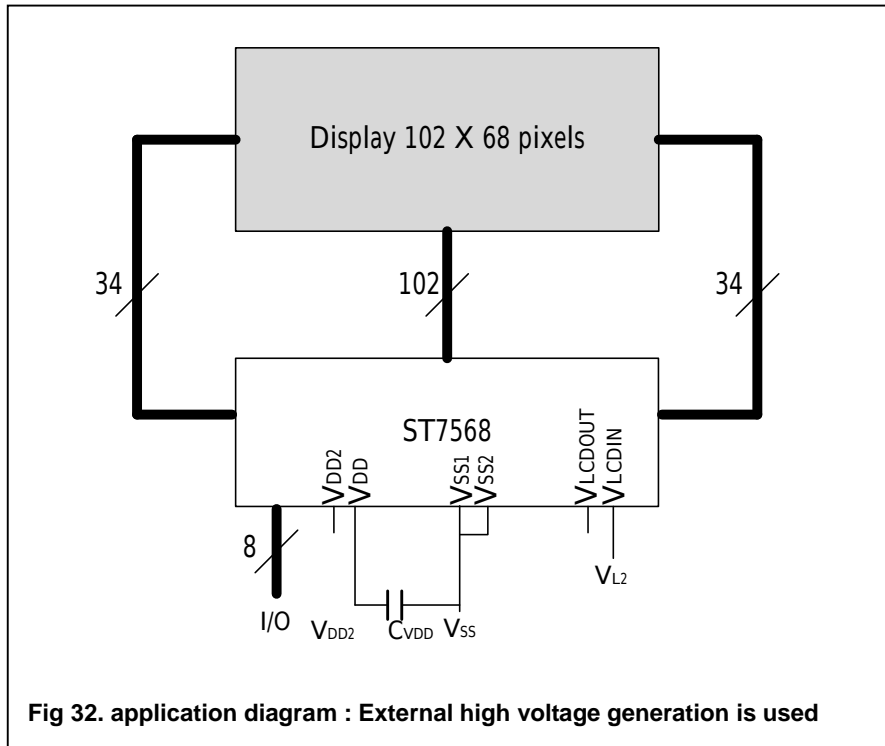 Display 102 X 68 pixels
34
102
34
ST7568
VDD2
VDD
VSS1
VSS2
VLCDOUT
VLCDIN
8
VL2
I/O
VDD2
CVDD
VSS
Fig 32. application diagram : External high voltage generation is used